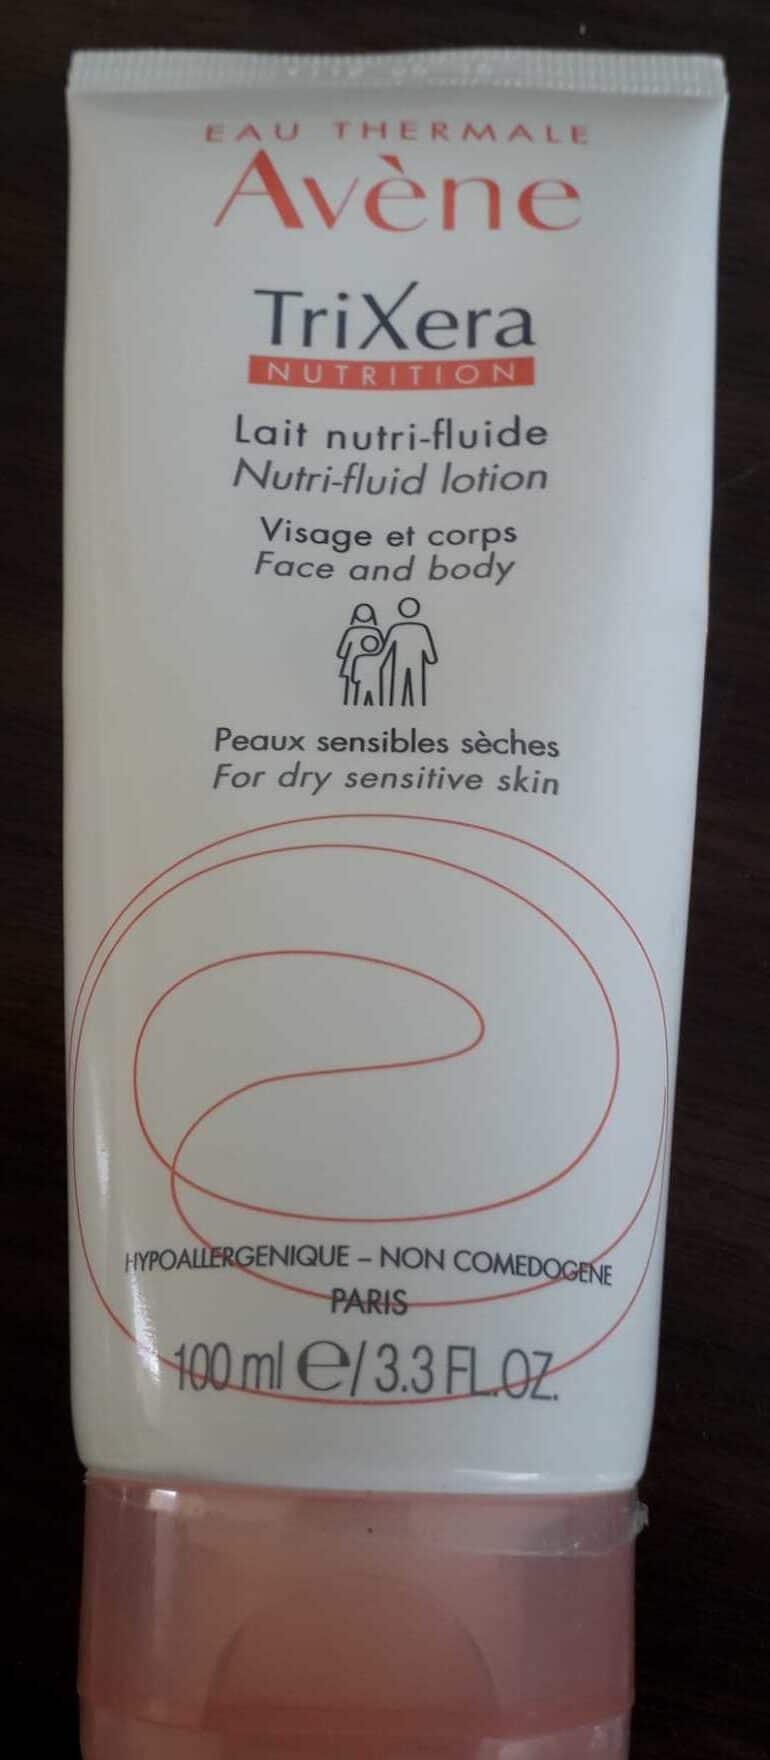 EAU THERMALE
Avène
TriXera
NUTRITION
Lait nutri-fluide
Nutri-fluid lotion
Visage et corps
Face and body
Peaux sensibles sèches
For dry sensitive skin
HYPOALLERGENIQUE – NON COMEDOGENE
PARIS
100 ml e/3.3 FL.OZ.